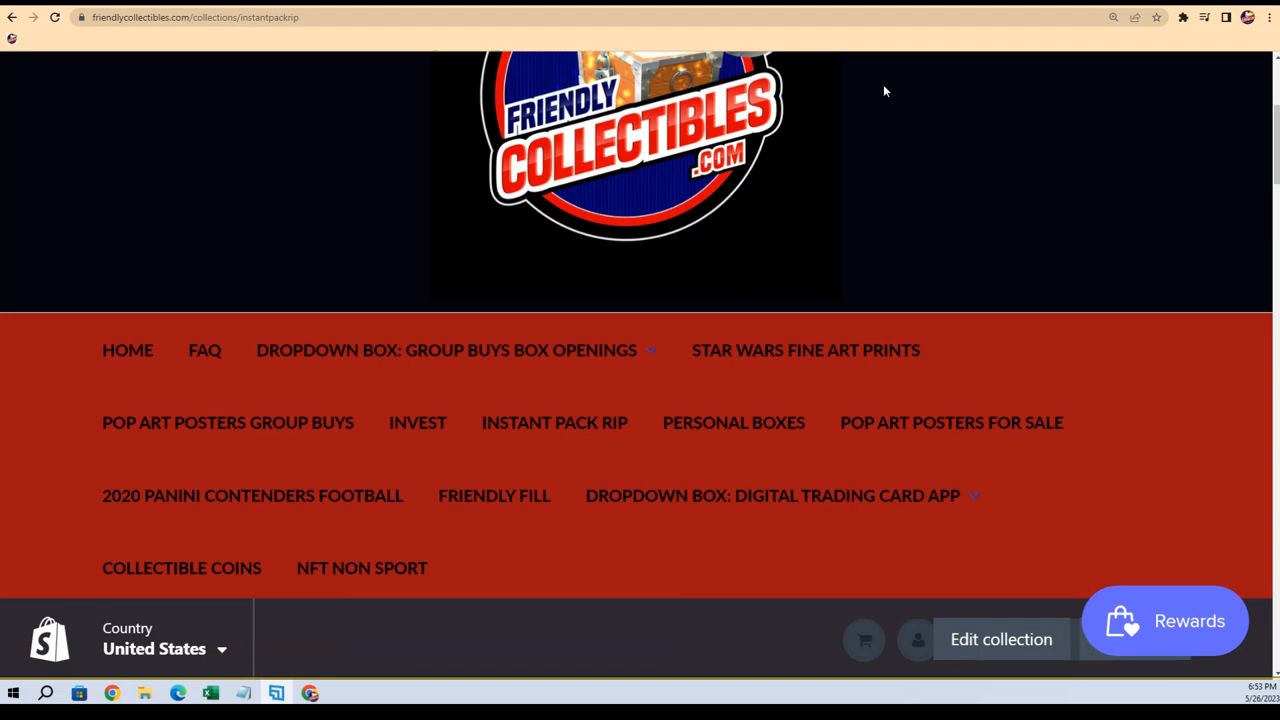 friendlycollectibles.com/collections/instantpackrip
FRIENDLY
COLLECTIBLES
.COM
HOME FAQ DROPDOWN BOX: GROUP BUYS BOX OPENINGS STAR WARS FINE ART PRINTS
POP ART POSTERS GROUP BUYS INVEST INSTANT PACK RIP PERSONAL BOXES POP ART POSTERS FOR SALE
2020 PANINI CONTENDERS FOOTBALL FRIENDLY FILL DROPDOWN BOX: DIGITAL TRADING CARD APP
COLLECTIBLE COINS NFT NON SPORT
Country
United States
Edit collection
Rewards
6:53 PM
5/26/2023